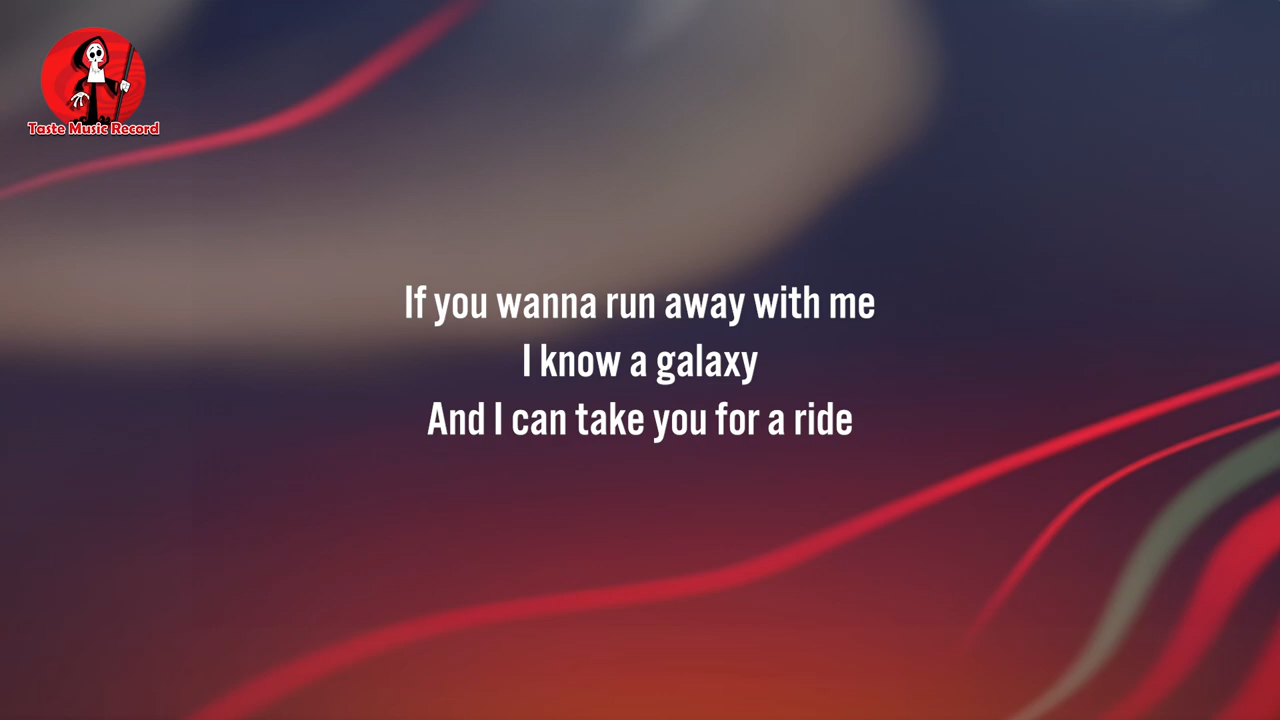 Taste Music Record
If you wanna run away with me
I know a galaxy
And I can take you for a ride